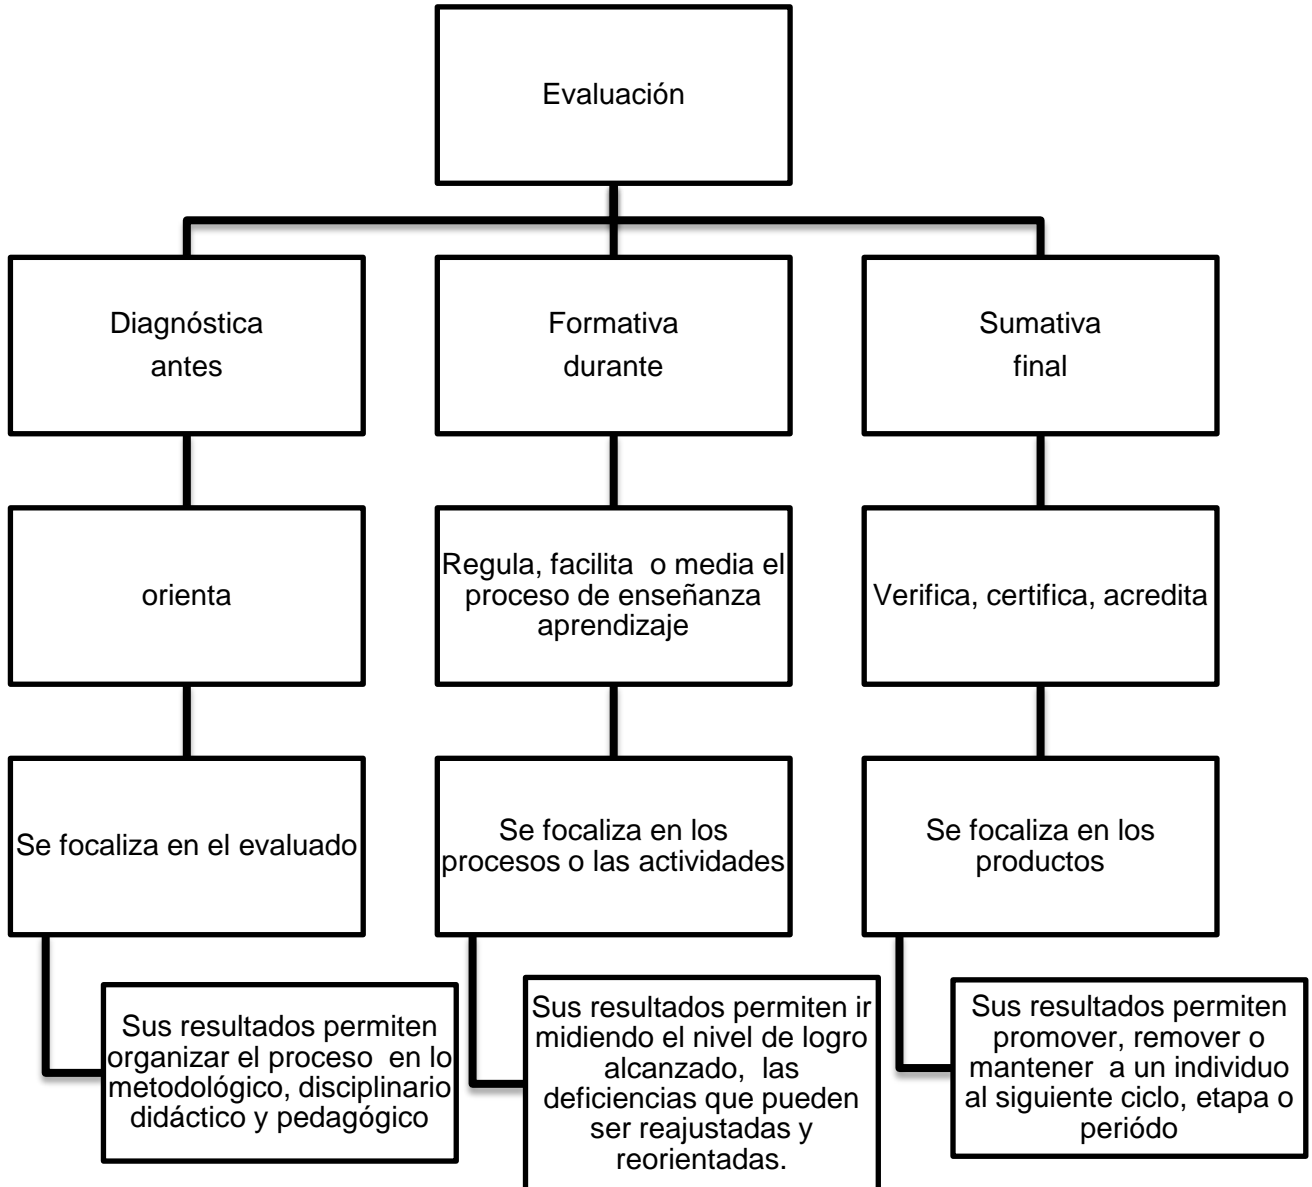 Evaluación
Diagnóstica
antes
Formativa
durante
Sumativa
final
orienta
Regula, facilita o media el
proceso de enseñanza
aprendizaje
Verifica, certifica, acredita
Se focaliza en el evaluado
Se focaliza en los
procesos o las actividades
Se focaliza en los
productos
Sus resultados permiten
organizar el proceso en lo
metodológico, disciplinario
didáctico y pedagógico
Sus resultados permiten ir
midiendo el nivel de logro
alcanzado, las
deficiencias que pueden
ser reajustadas y
reorientadas.
Sus resultados permiten
promover, remover o
mantener a un individuo
al siguiente ciclo, etapa o
periódo